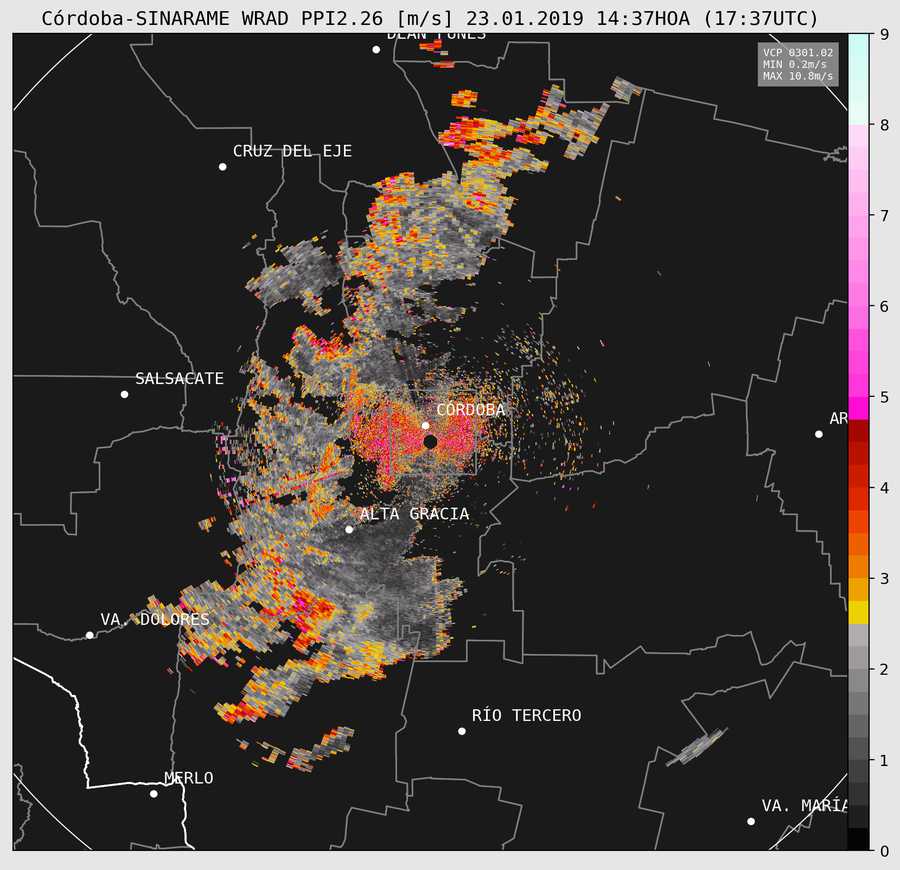 Córdoba-SINARAME WRAD PPI2.26 [m/s] 23.01.2019 14:37HOA (17:37UTC)
DEAN FUNES
VCP 0301.02
MIN 0.2m/s
MAX 10.8m/s
CRUZ DEL EJE
SALSACATE
CÓRDOBA
AR
ALTA GRACIA
VA. DOLORES
RÍO TERCERO
MERLO
VA. MARÍA
9
8
7
6
5
4
3
2
1
0